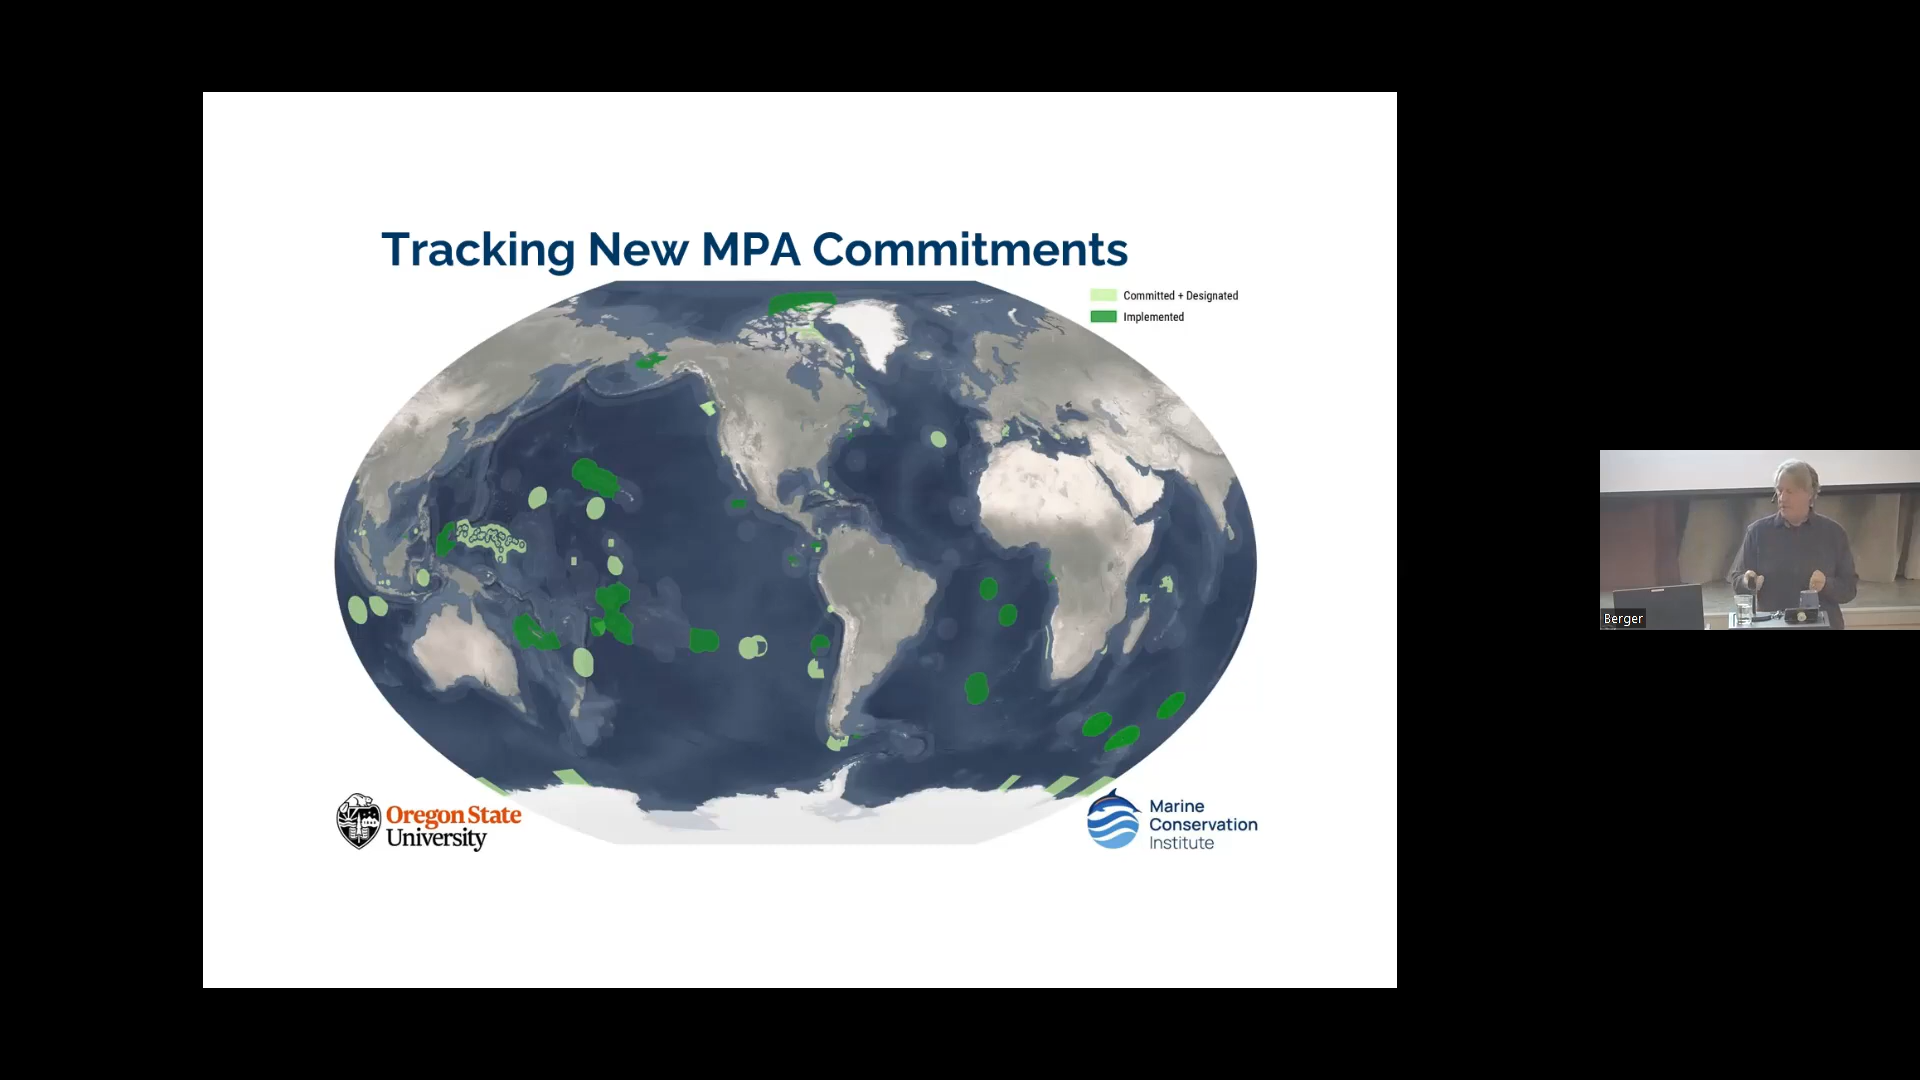 Tracking New MPA Commitments
Committed + Designated
Implemented
Oregon State
University
Marine
Conservation
Institute
Berger